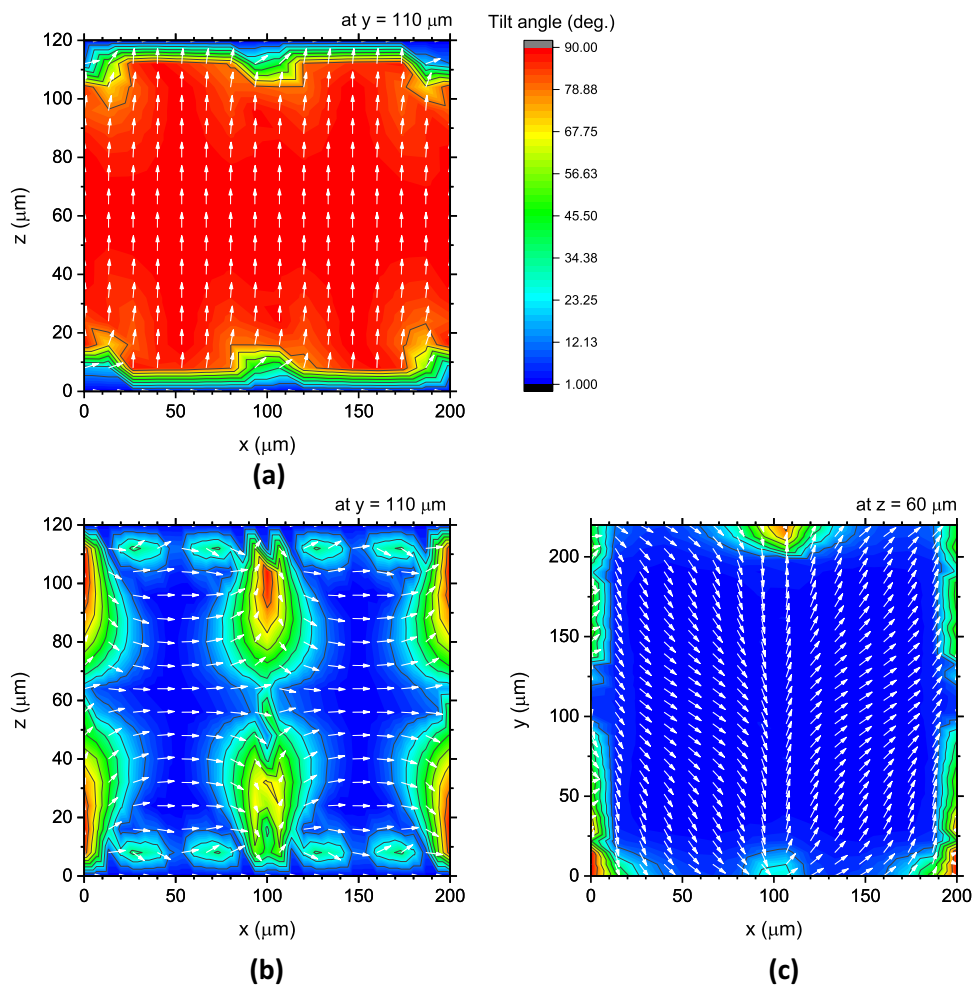 at y = 110 μm
Tilt angle (deg.)
120
100
80
60
40
20
0
z (μm)
0 50 100 150 200
x (μm)
90.00
78.88
67.75
56.63
45.50
34.38
23.25
12.13
1.000
(a)
at y = 110 μm
120
100
80
60
40
20
0
z (μm)
0 50 100 150 200
x (μm)
(b)
at z = 60 μm
200
150
100
50
0
y (μm)
0 50 100 150 200
x (μm)
(c)